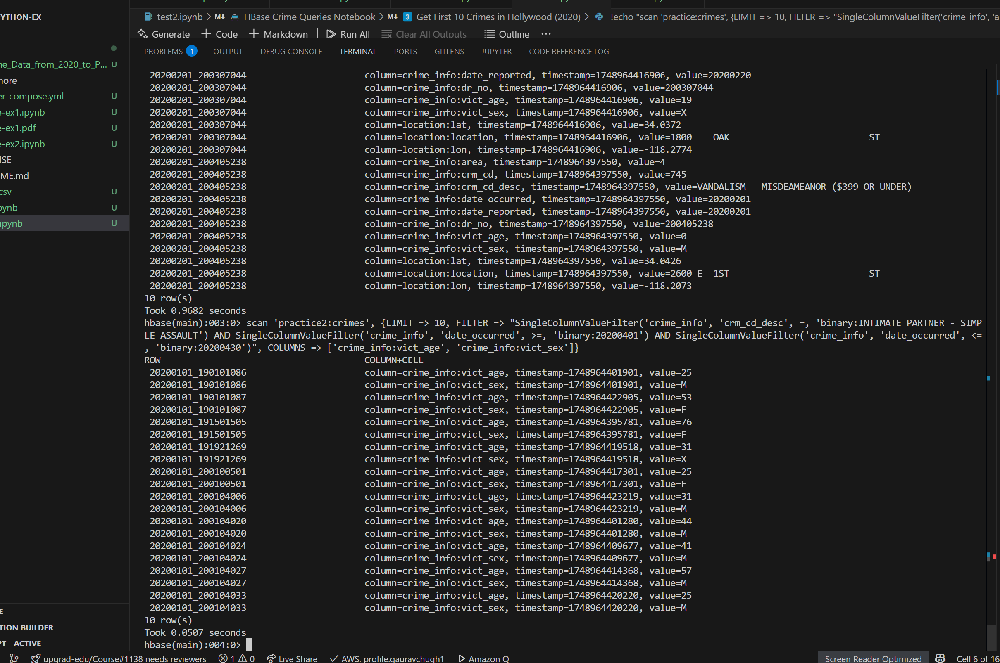 YTHON-EX
ne_Data_from_2020_to_P... U
nore
er-compose.yml U
e-ex1.ipynb U
e-ex1.pdf U
e-ex2.ipynb U
ISE
ME.md
csv U
pynb U
ipynb U
E
TION BUILDER
PT - ACTIVE
test2.ipynb > M↓ HBase Crime Queries Notebook > M↓ 3 Get First 10 Crimes in Hollywood (2020) > !echo "scan 'practice:crimes', {LIMIT => 10, FILTER => "SingleColumnValueFilter('crime_info', 'a
Generate + Code + Markdown | Run All Clear All Outputs | Outline ...
PROBLEMS 1 OUTPUT DEBUG CONSOLE TERMINAL PORTS GITLENS JUPYTER CODE REFERENCE LOG
20200201_200307044 column=crime_info:date_reported, timestamp=1748964416906, value=20200220
20200201_200307044 column=crime_info:dr_no, timestamp=1748964416906, value=200307044
20200201_200307044 column=crime_info:vict_age, timestamp=1748964416906, value=19
20200201_200307044 column=crime_info:vict_sex, timestamp=1748964416906, value=X
20200201_200307044 column=location:lat, timestamp=1748964416906, value=34.0372
20200201_200307044 column=location:location, timestamp=1748964416906, value=1800 OAK ST
20200201_200307044 column=location:lon, timestamp=1748964416906, value=-118.2774
20200201_200405238 column=crime_info:area, timestamp=1748964397550, value=4
20200201_200405238 column=crime_info:crm_cd, timestamp=1748964397550, value=745
20200201_200405238 column=crime_info:crm_cd_desc, timestamp=1748964397550, value=VANDALISM - MISDEAMEANOR ($399 OR UNDER)
20200201_200405238 column=crime_info:date_occurred, timestamp=1748964397550, value=20200201
20200201_200405238 column=crime_info:date_reported, timestamp=1748964397550, value=20200201
20200201_200405238 column=crime_info:dr_no, timestamp=1748964397550, value=200405238
20200201_200405238 column=crime_info:vict_age, timestamp=1748964397550, value=0
20200201_200405238 column=crime_info:vict_sex, timestamp=1748964397550, value=M
20200201_200405238 column=location:lat, timestamp=1748964397550, value=34.0426
20200201_200405238 column=location:location, timestamp=1748964397550, value=2600 E 1ST ST
20200201_200405238 column=location:lon, timestamp=1748964397550, value=-118.2073
10 row(s)
Took 0.9682 seconds
hbase(main):003:0> scan 'practice2:crimes', {LIMIT => 10, FILTER => "SingleColumnValueFilter('crime_info', 'crm_cd_desc', =, 'binary:INTIMATE PARTNER - SIMP
LE ASSAULT') AND SingleColumnValueFilter('crime_info', 'date_occurred', >=, 'binary:20200401') AND SingleColumnValueFilter('crime_info', 'date_occurred', <=
, 'binary:20200430')", COLUMNS => ['crime_info:vict_age', 'crime_info:vict_sex']}
ROW COLUMN+CELL
20200101_190101086 column=crime_info:vict_age, timestamp=1748964401901, value=25
20200101_190101086 column=crime_info:vict_sex, timestamp=1748964401901, value=M
20200101_190101087 column=crime_info:vict_age, timestamp=1748964422905, value=53
20200101_190101087 column=crime_info:vict_sex, timestamp=1748964422905, value=F
20200101_191501505 column=crime_info:vict_age, timestamp=1748964395781, value=76
20200101_191501505 column=crime_info:vict_sex, timestamp=1748964395781, value=F
20200101_191921269 column=crime_info:vict_age, timestamp=1748964419518, value=31
20200101_191921269 column=crime_info:vict_sex, timestamp=1748964419518, value=X
20200101_200100501 column=crime_info:vict_age, timestamp=1748964417301, value=25
20200101_200100501 column=crime_info:vict_sex, timestamp=1748964417301, value=F
20200101_200104006 column=crime_info:vict_age, timestamp=1748964423219, value=31
20200101_200104006 column=crime_info:vict_sex, timestamp=1748964423219, value=M
20200101_200104020 column=crime_info:vict_age, timestamp=1748964401280, value=44
20200101_200104020 column=crime_info:vict_sex, timestamp=1748964401280, value=M
20200101_200104024 column=crime_info:vict_age, timestamp=1748964409677, value=41
20200101_200104024 column=crime_info:vict_sex, timestamp=1748964409677, value=M
20200101_200104027 column=crime_info:vict_age, timestamp=1748964414368, value=57
20200101_200104027 column=crime_info:vict_sex, timestamp=1748964414368, value=M
20200101_200104033 column=crime_info:vict_age, timestamp=1748964420220, value=25
20200101_200104033 column=crime_info:vict_sex, timestamp=1748964420220, value=M
10 row(s)
Took 0.0507 seconds
hbase(main):004:0>
upgrad-edu/Course#1138 needs reviewers 1 0 Live Share AWS: profile:gauravchugh1 Amazon Q Screen Reader Optimized Cell 6 of 16